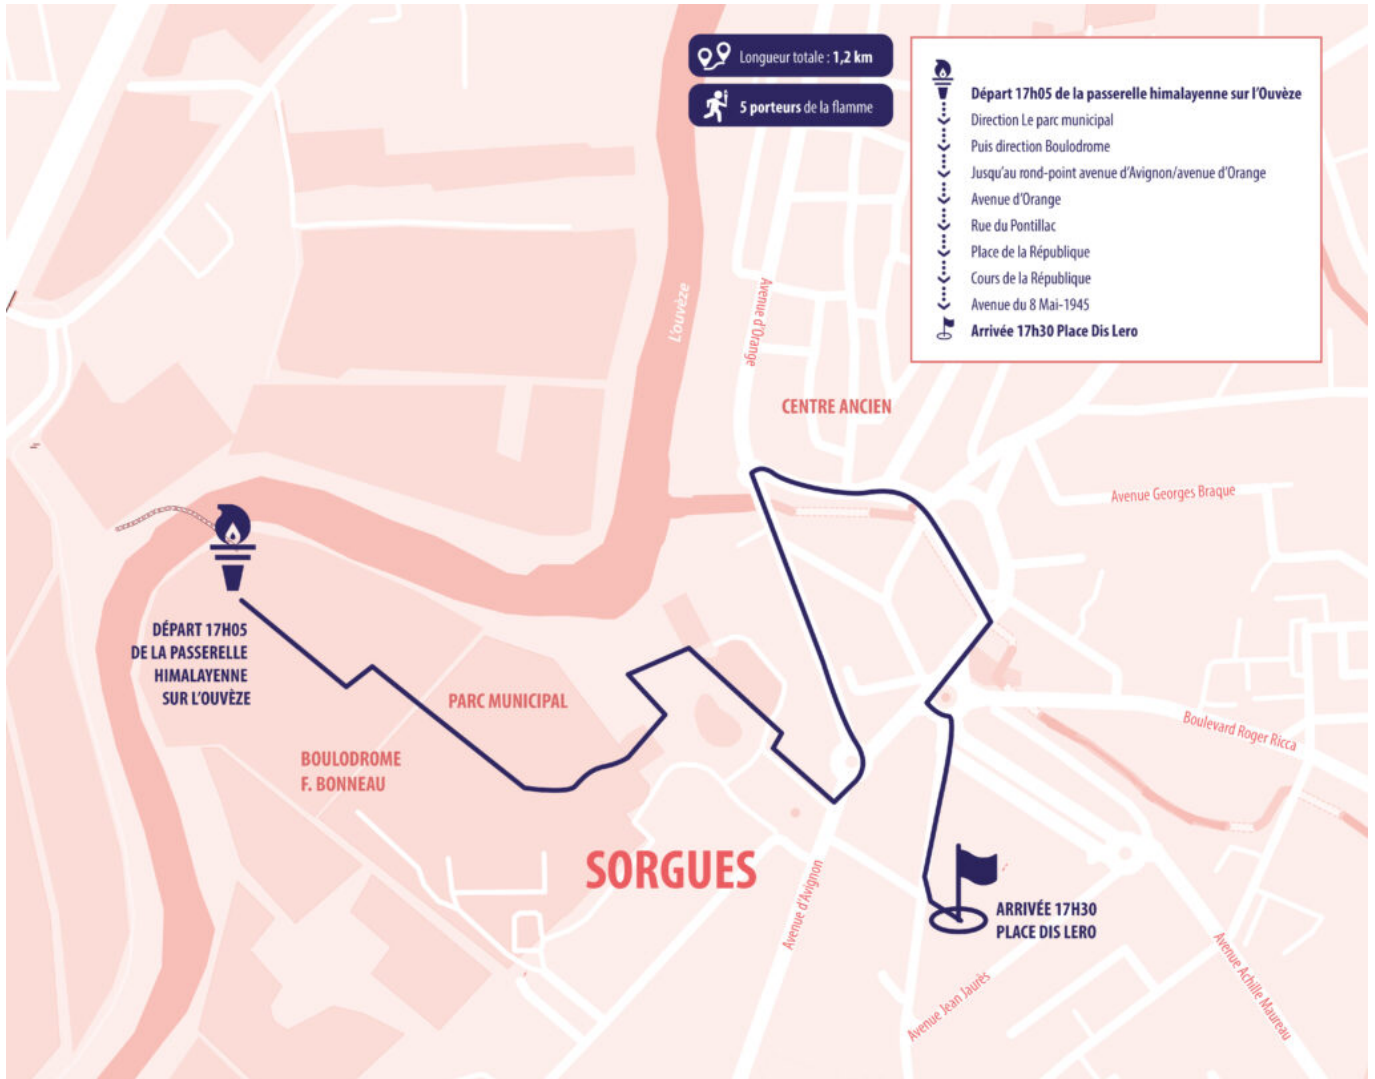 Longueur totale : 1,2 km
5 porteurs de la flamme
Départ 17h05 de la passerelle himalayenne sur l'Ouvèze
Direction Le parc municipal
Puis direction Boulodrome
Jusqu'au rond-point avenue d'Avignon/avenue d'Orange
Avenue d'Orange
Rue du Pontillac
Place de la République
Cours de la République
Avenue du 8 Mai-1945
Arrivée 17h30 Place Dis Lero
L'ouvèze
Avenue d'Orange
CENTRE ANCIEN
Avenue Georges Braque
DÉPART 17H05
DE LA PASSERELLE
HIMALAYENNE
SUR L'OUVÈZE
PARC MUNICIPAL
BOULODROME
F. BONNEAU
Boulevard Roger Ricca
SORGUES
Avenue d'Avignon
ARRIVÉE 17H30
PLACE DIS LERO
Avenue Jean Jaurès
Avenue Achille Maureau